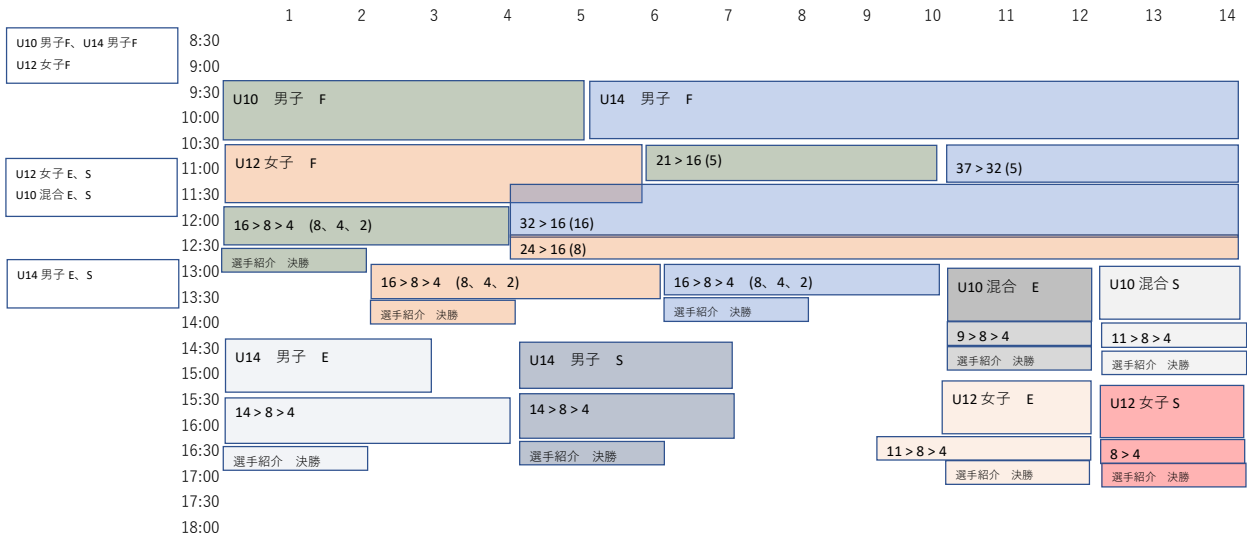 1 2 3 4 5 6 7 8 9 10 11 12 13 14
U10 男子F、U14 男子F
U12 女子F
8:30
9:00
9:30
U10 男子 F
U14 男子 F
10:00
10:30
U12 女子 F
21 > 16 (5)
37 > 32 (5)
11:00
U12 女子 E、S
U10 混合 E、S
11:30
12:00
16 > 8 > 4 (8、4、2)
32 > 16 (16)
12:30
24 > 16 (8)
選手紹介 決勝
13:00
U14 男子 E、S
16 > 8 > 4 (8、4、2)
16 > 8 > 4 (8、4、2)
U10 混合 E
U10 混合 S
13:30
選手紹介 決勝
選手紹介 決勝
14:00
9 > 8 > 4
11 > 8 > 4
14:30
U14 男子 E
U14 男子 S
選手紹介 決勝
選手紹介 決勝
15:00
15:30
U12 女子 E
U12 女子 S
14 > 8 > 4
14 > 8 > 4
16:00
16:30
11 > 8 > 4
8 > 4
選手紹介 決勝
選手紹介 決勝
17:00
選手紹介 決勝
選手紹介 決勝
17:30
18:00